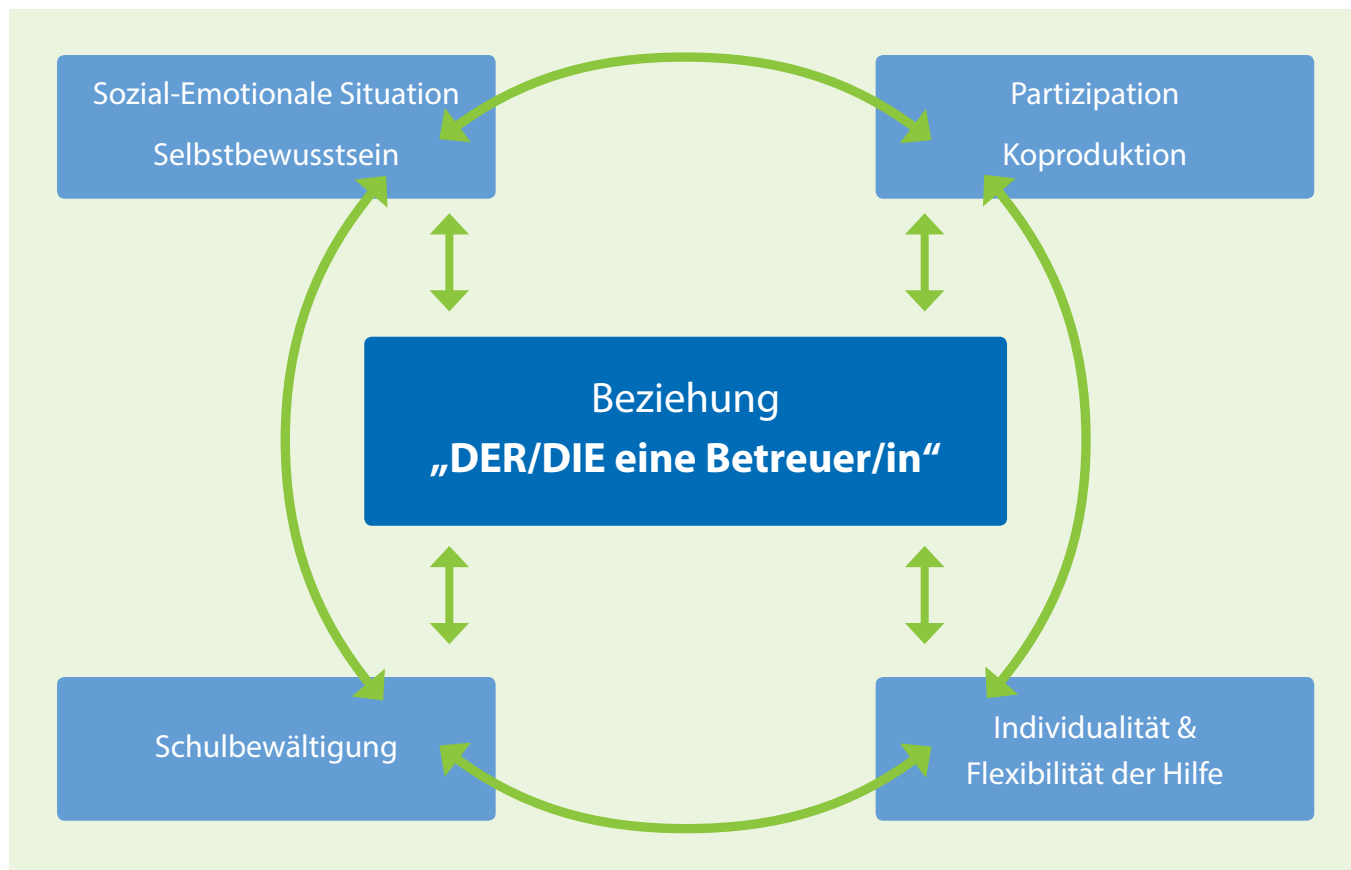 Sozial-Emotionale Situation
Selbstbewusstsein
Partizipation
Koproduktion
Beziehung
„DER/DIE eine Betreuer/in“
Schulbewältigung
Individualität &
Flexibilität der Hilfe